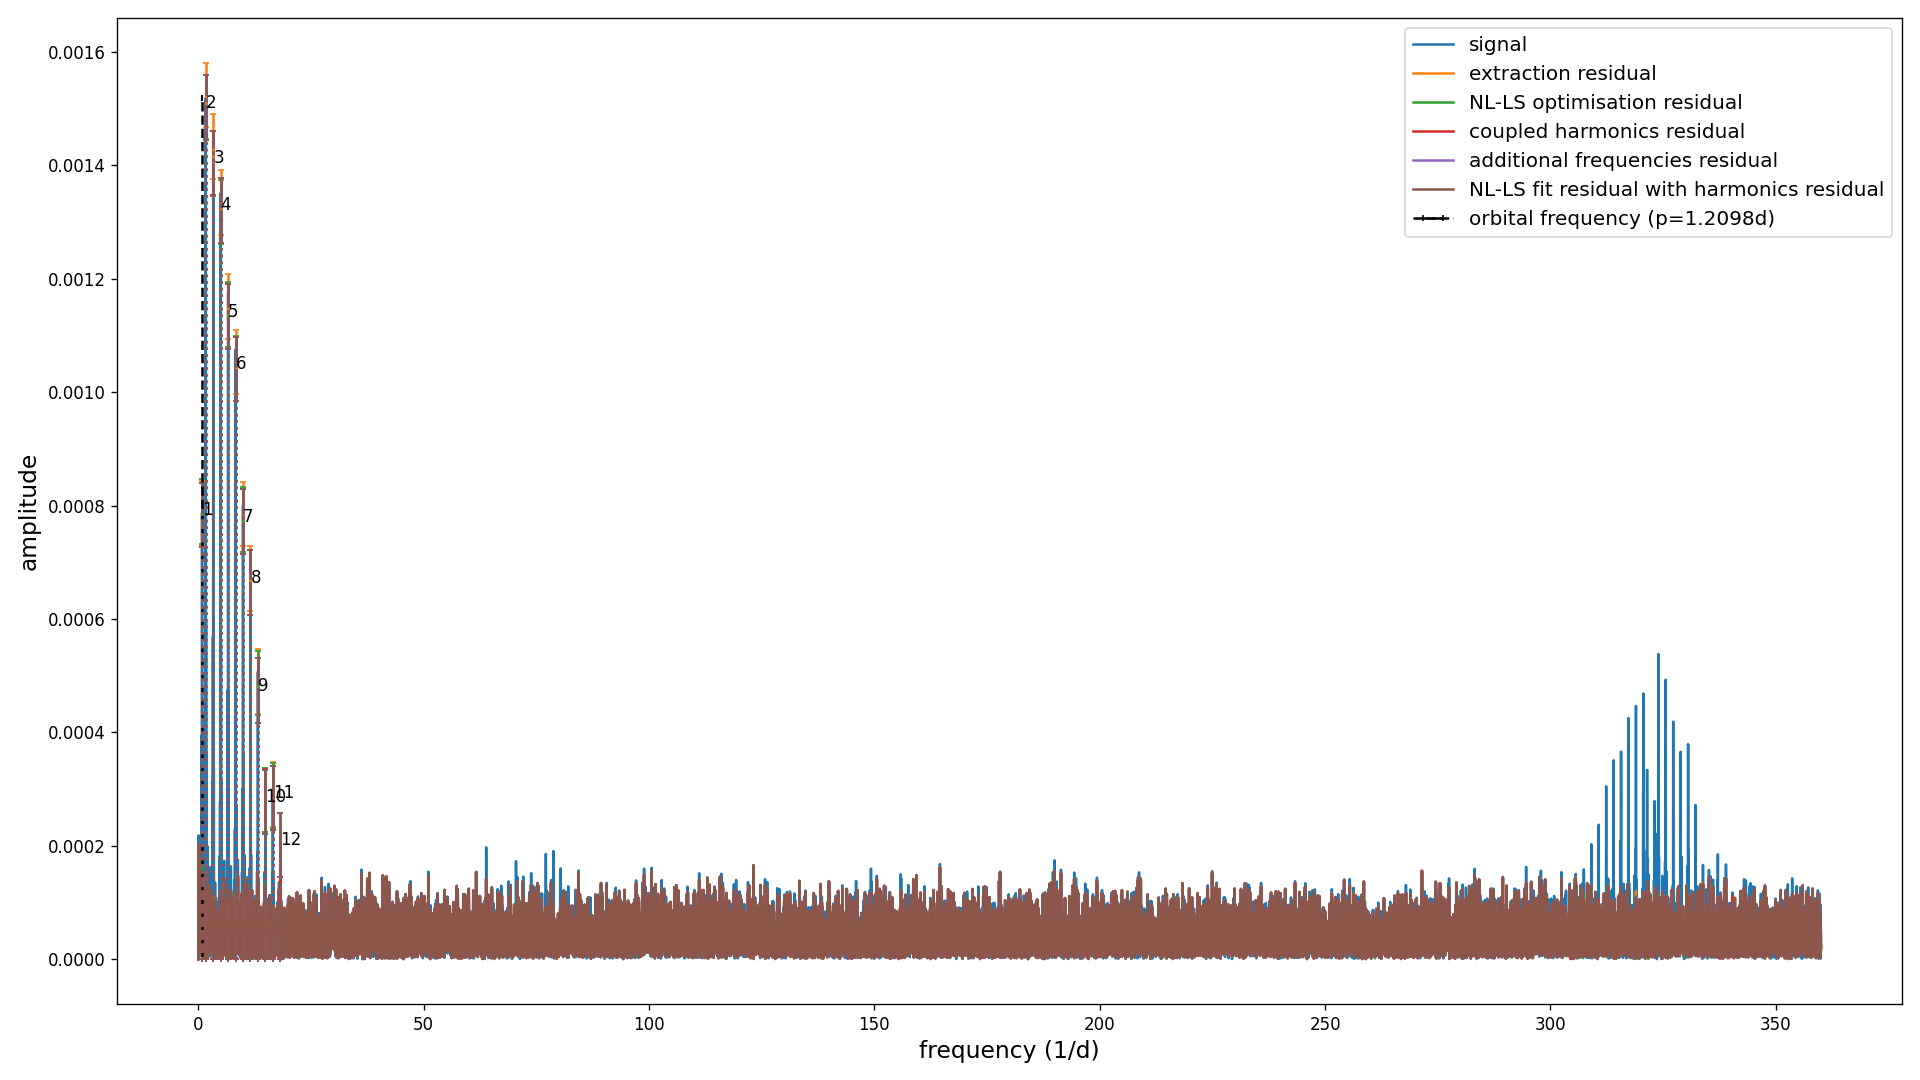 signal
extraction residual
NL-LS optimisation residual
coupled harmonics residual
additional frequencies residual
NL-LS fit residual with harmonics residual
orbital frequency (p=1.2098d)
amplitude
0.0016
0.0014
0.0012
0.0010
0.0008
0.0006
0.0004
0.0002
0.0000
1
2
3
4
5
6
7
8
9
10
11
12
0 50 100 150 200 250 300 350
frequency (1/d)